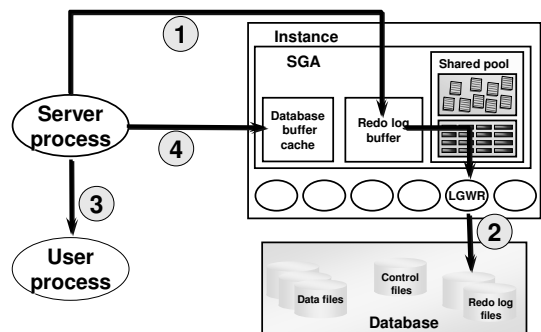 1
Instance
SGA
Shared pool
Server
process
Database
buffer
cache
Redo log
buffer
4
3
LGWR
2
User
process
Data files
Control
files
Redo log
files
Database